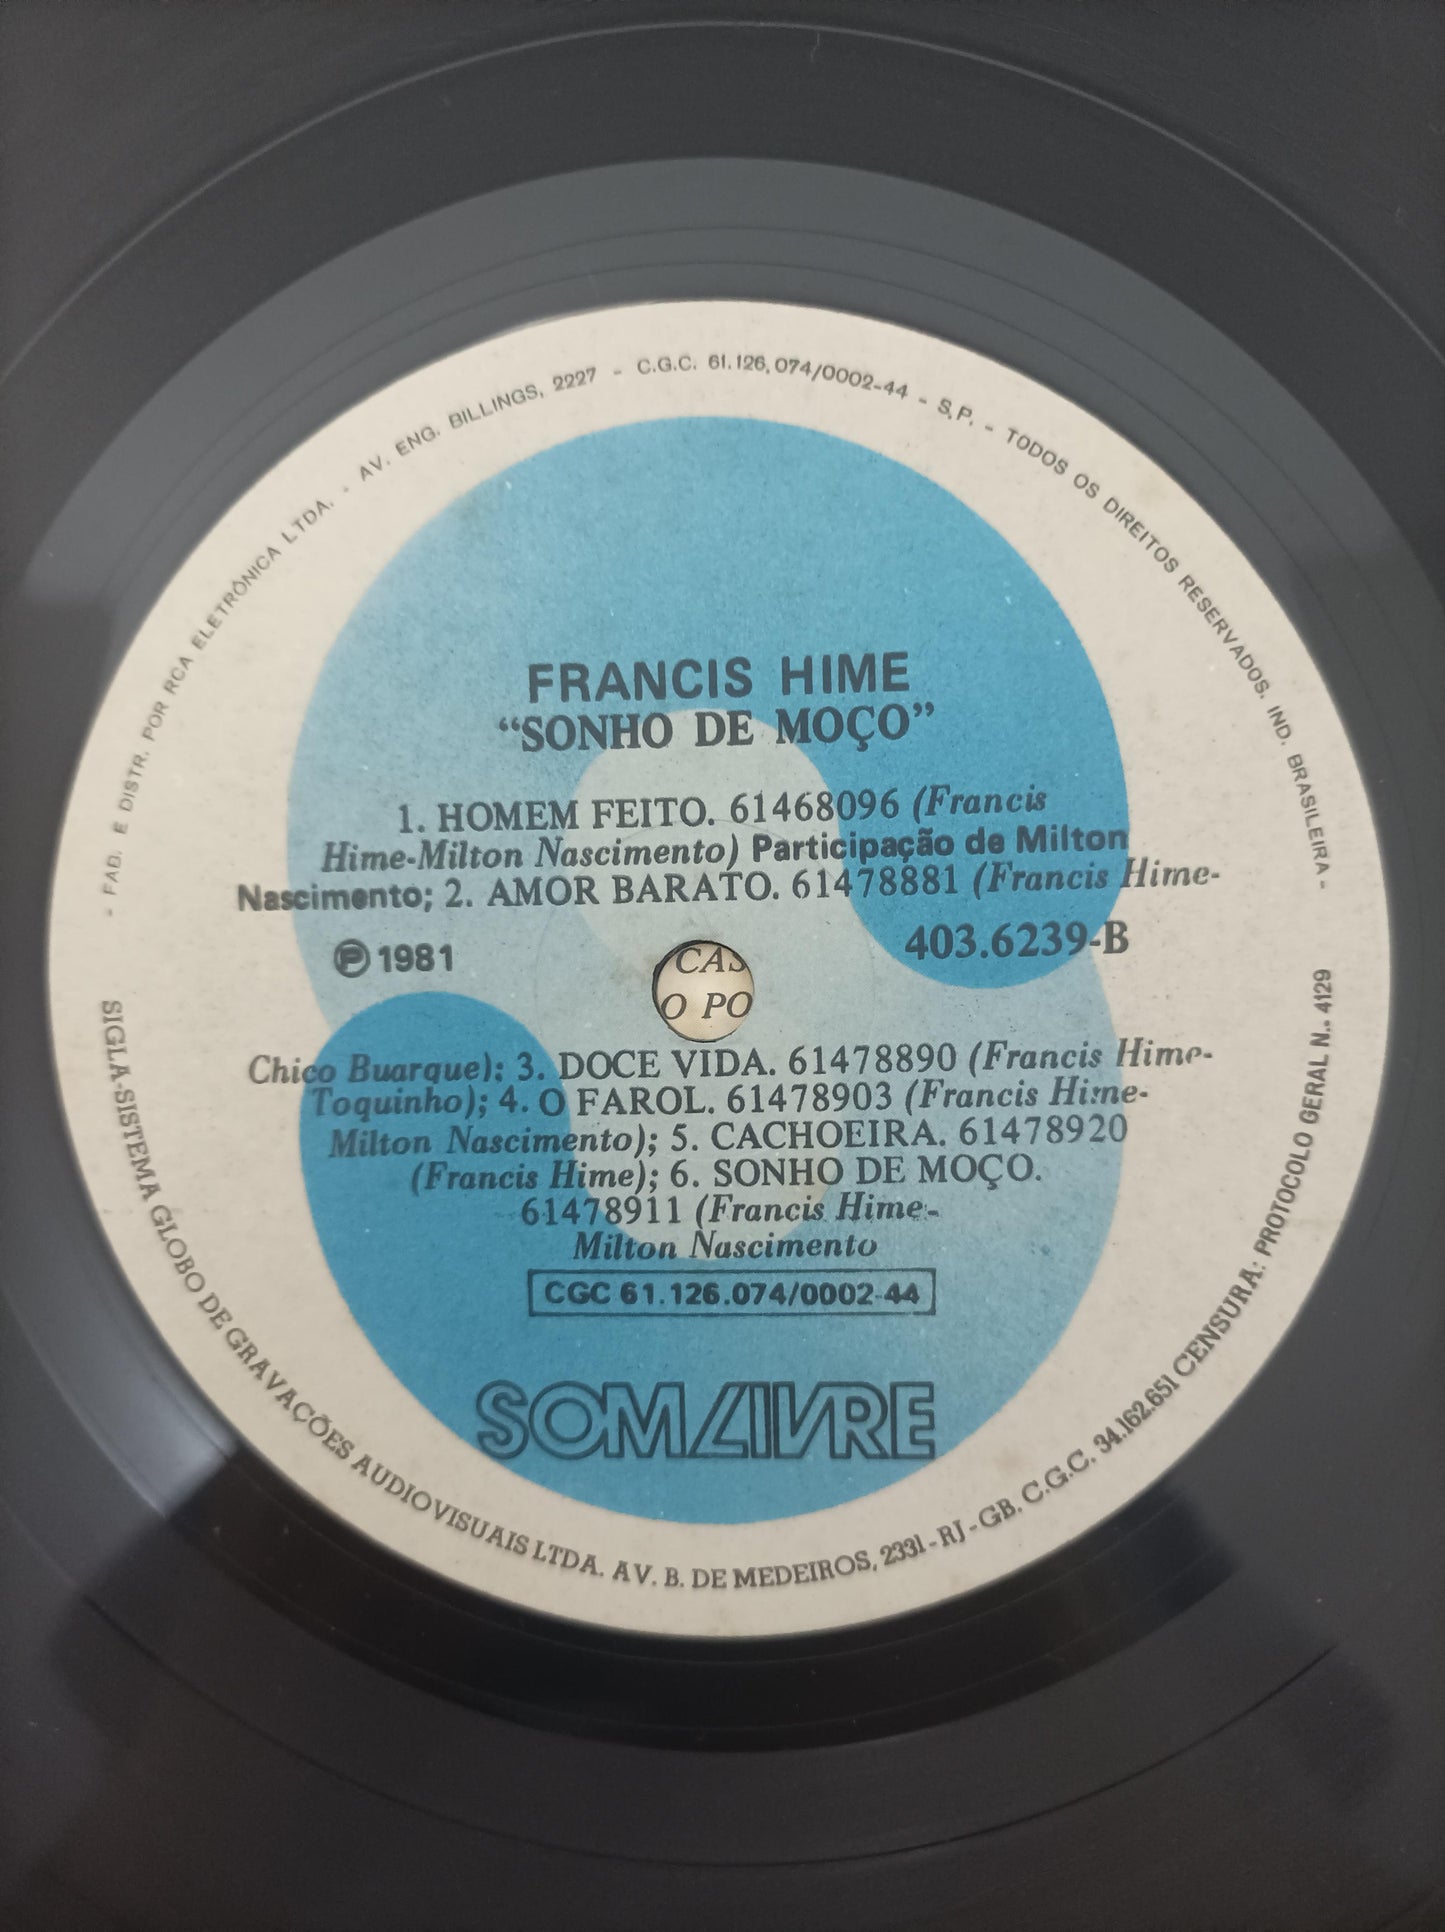 - FAB. E DISTR. POR RCA ELETRÔNICA LTDA. - AV. ENG. BILLINGS, 2227 - C.G.C. 61.126.074/0002-44 - S.P. - TODOS OS DIREITOS RESERVADOS. IND. BRASILEIRA -
FRANCIS HIME
“SONHO DE MOÇO”
1. HOMEM FEITO. 61468096 (Francis
Hime-Milton Nascimento) Participação de Milton
Nascimento; 2. AMOR BARATO. 61478881 (Francis Hime-
℗ 1981
403.6239-B
CAS
O PO
Chico Buarque); 3. DOCE VIDA. 61478890 (Francis Hime-
Toquinho); 4. O FAROL. 61478903 (Francis Hime-
Milton Nascimento); 5. CACHOEIRA. 61478920
(Francis Hime); 6. SONHO DE MOÇO.
61478911 (Francis Hime-
Milton Nascimento
CGC 61.126.074/0002-44
SOM LIVRE
SIGLA-SISTEMA GLOBO DE GRAVAÇÕES AUDIOVISUAIS LTDA. AV. B. DE MEDEIROS, 2331 - RJ - GB. C.G.C. 34.162.651 CENSURA: PROTOCOLO GERAL N.. 4129